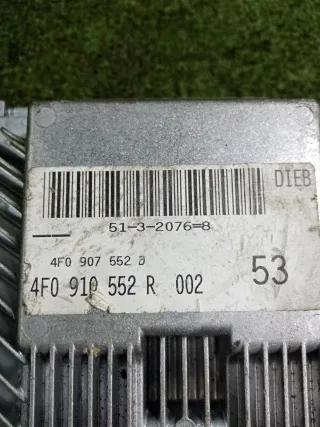 DIEB
51-3-2076=8
4F0 907 552 D
4F0 910 552 R 002
53